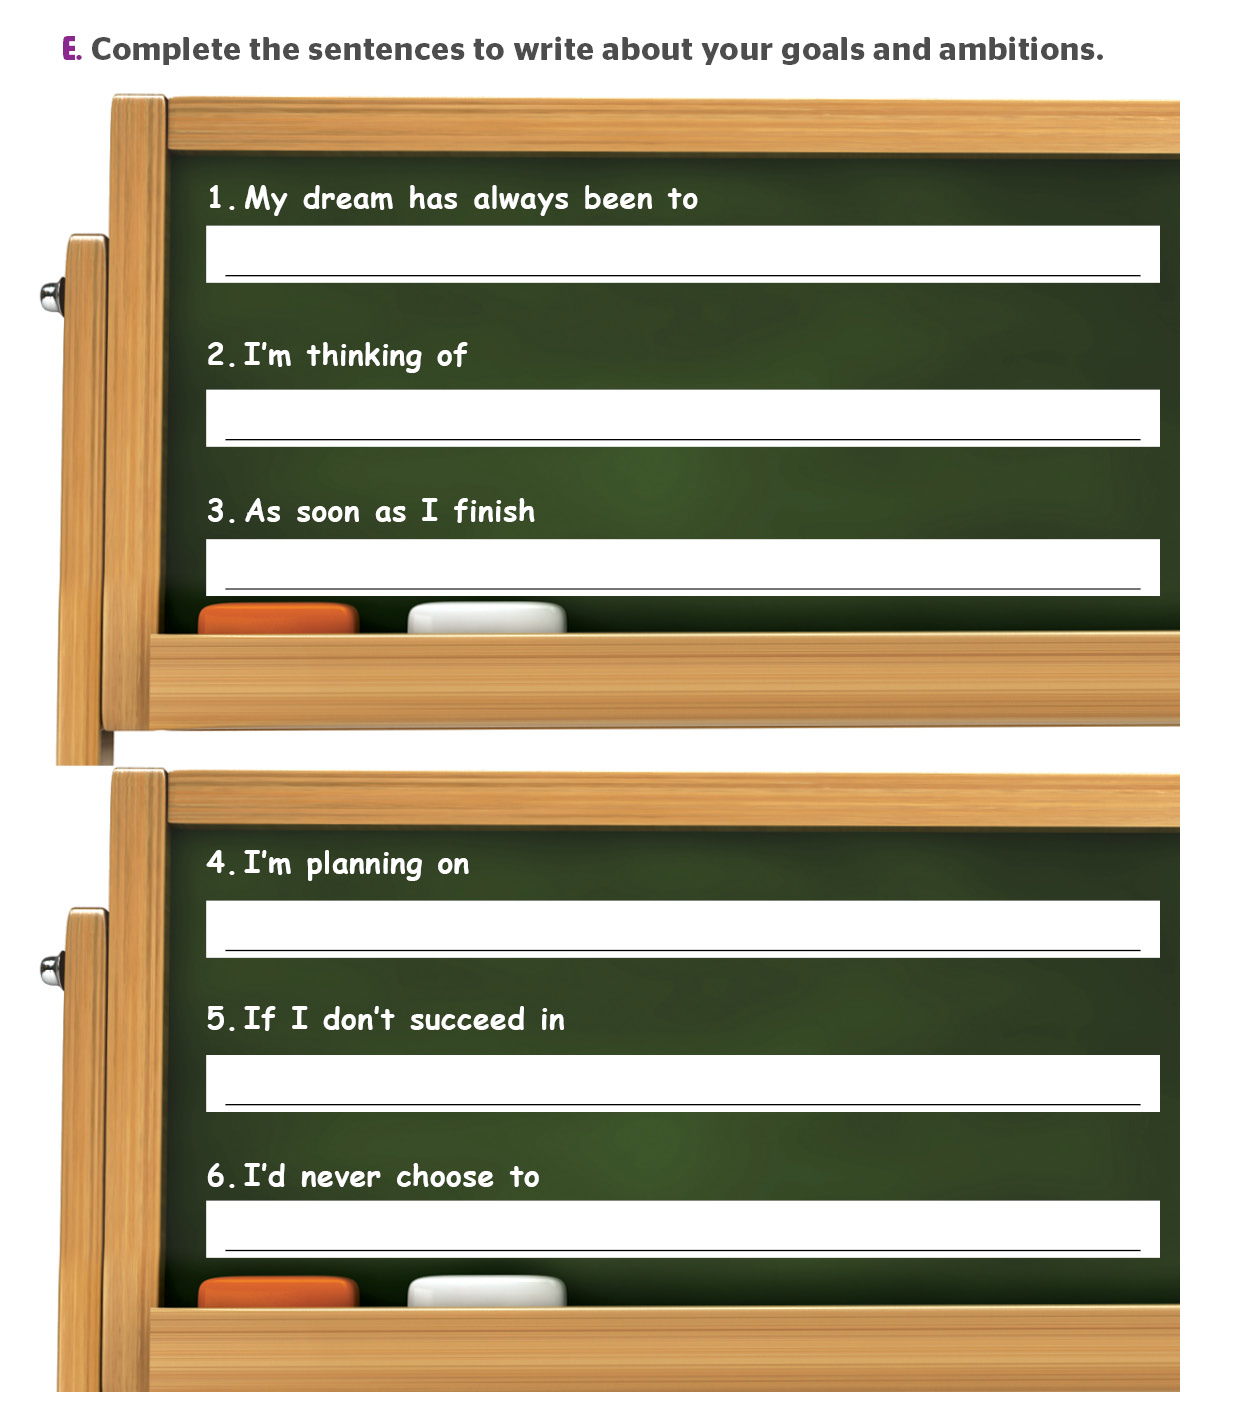 E. Complete the sentences to write about your goals and ambitions.
1. My dream has always been to
2. I'm thinking of
3. As soon as I finish
4. I'm planning on
5. If I don't succeed in
6. I'd never choose to